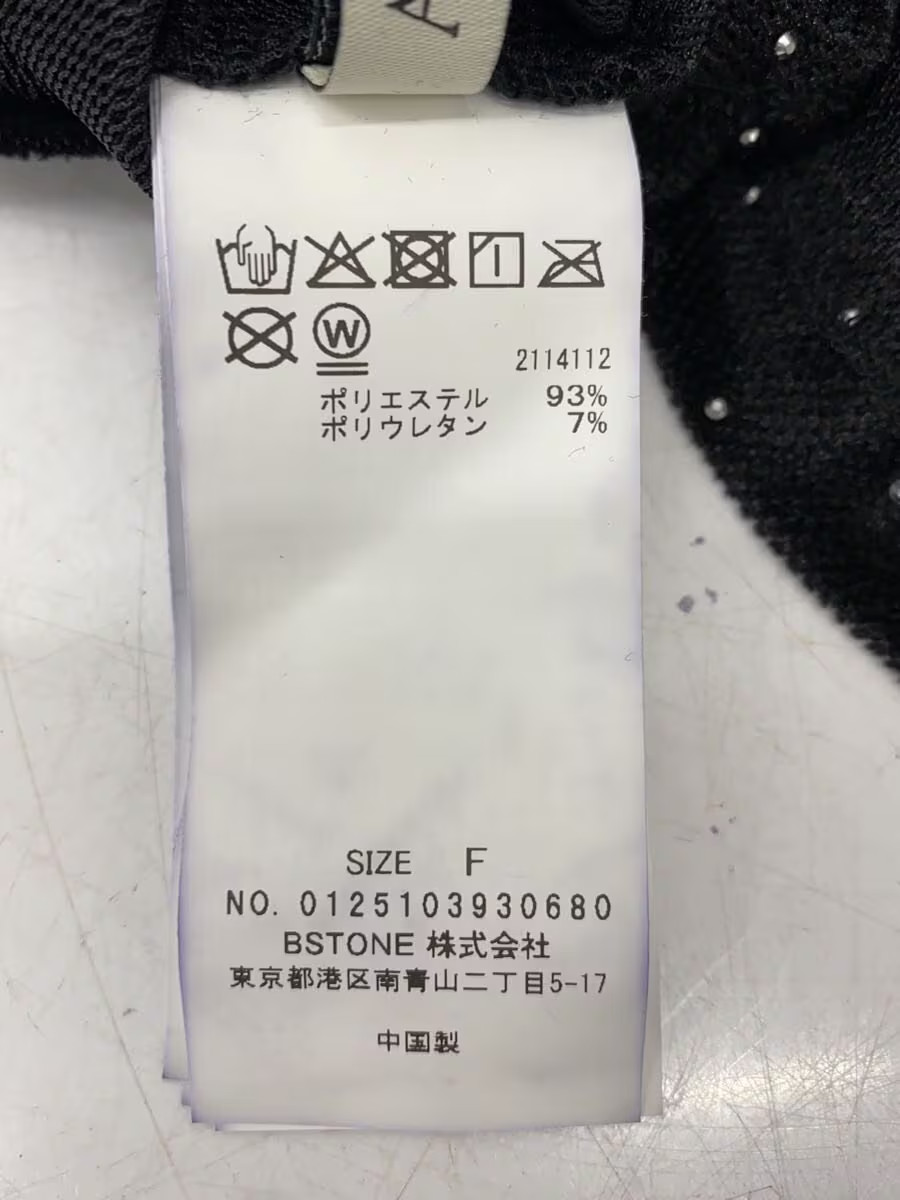 A
W
2114112
ポリエステル 93%
ポリウレタン 7%
SIZE F
NO. 0125103930680
BSTONE 株式会社
東京都港区南青山二丁目5-17
中国製